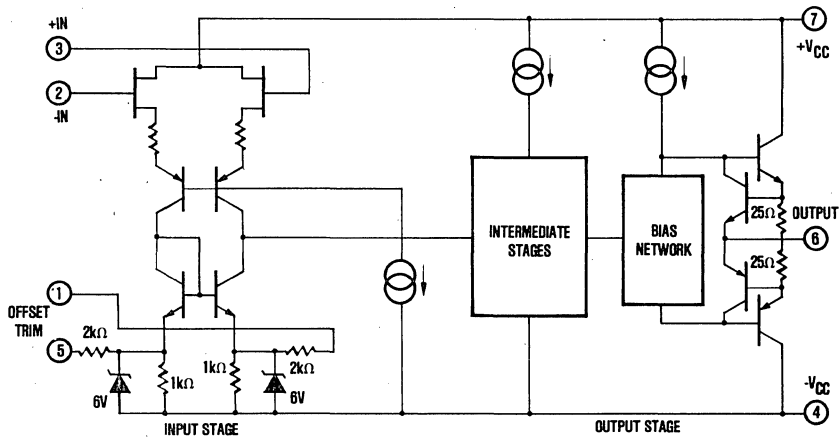 +IN
3
7
+VCC
2
-IN
25Ω
OUTPUT
6
INTERMEDIATE
STAGES
BIAS
NETWORK
25Ω
1
OFFSET
TRIM
2kΩ
5
1kΩ
1kΩ
2kΩ
6V
6V
-VCC
4
INPUT STAGE
OUTPUT STAGE